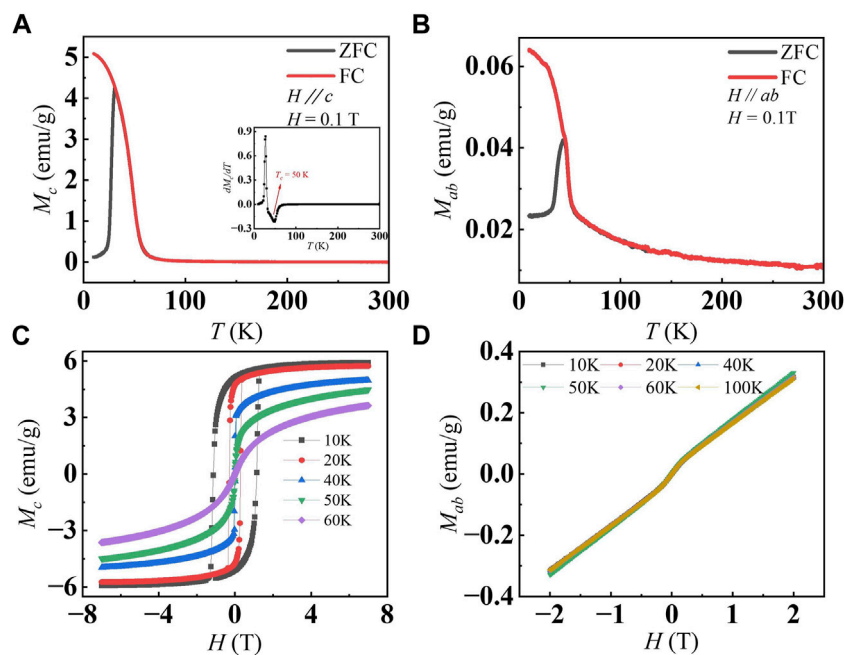 A
5
4
3
2
1
0
M_c (emu/g)
0 100 200 300
T (K)
ZFC
FC
H // c
H = 0.1 T
0.9
0.6
0.3
0.0
−0.3
dM_c/dT
T_c = 50 K
0 100 200 300
T (K)
B
0.06
0.04
0.02
M_ab (emu/g)
0 100 200 300
T (K)
ZFC
FC
H // ab
H = 0.1T
C
6
3
0
−3
−6
M_c (emu/g)
−8 −4 0 4 8
H (T)
10K
20K
40K
50K
60K
D
0.4
0.2
0.0
−0.2
−0.4
M_ab (emu/g)
−2 −1 0 1 2
H (T)
10K 20K 40K
50K 60K 100K